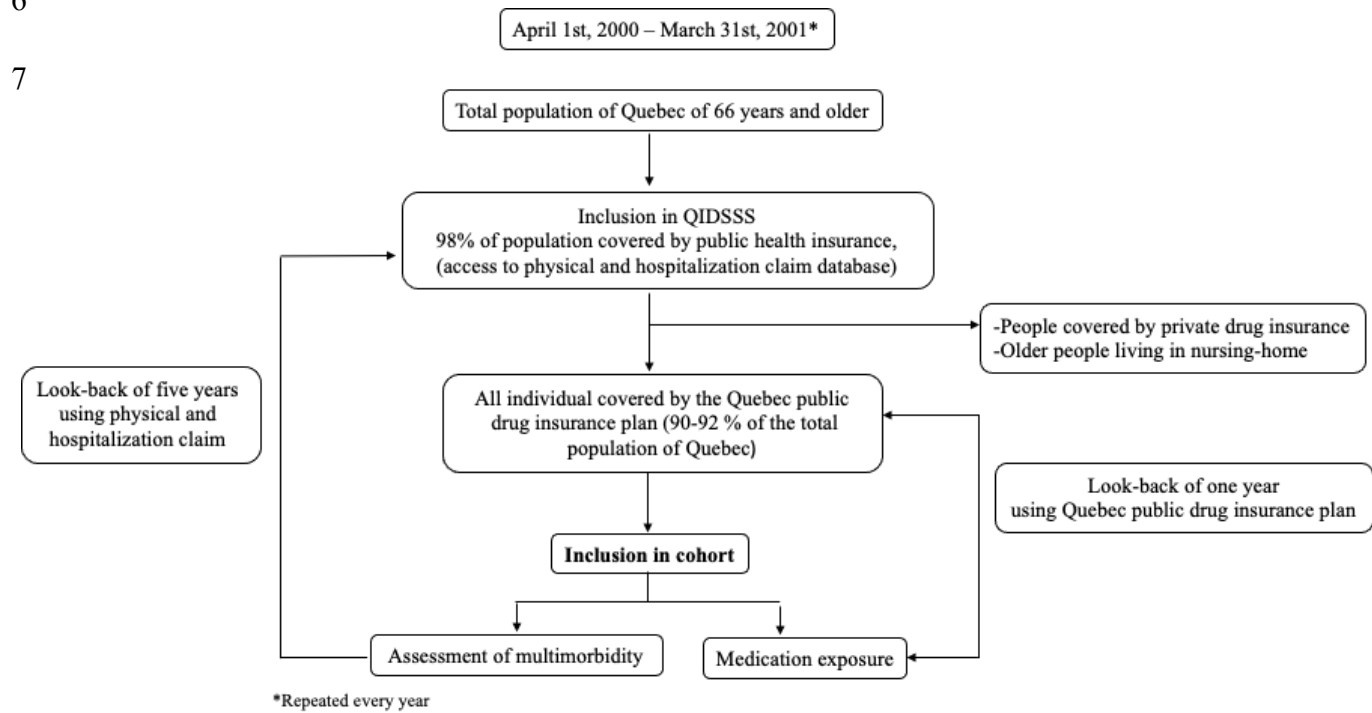 6
April 1st, 2000 – March 31st, 2001*
7
Total population of Quebec of 66 years and older
Inclusion in QIDSSS
98% of population covered by public health insurance,
(access to physical and hospitalization claim database)
-People covered by private drug insurance
-Older people living in nursing-home
Look-back of five years
using physical and
hospitalization claim
All individual covered by the Quebec public
drug insurance plan (90-92 % of the total
population of Quebec)
Look-back of one year
using Quebec public drug insurance plan
Inclusion in cohort
Assessment of multimorbidity
Medication exposure
*Repeated every year